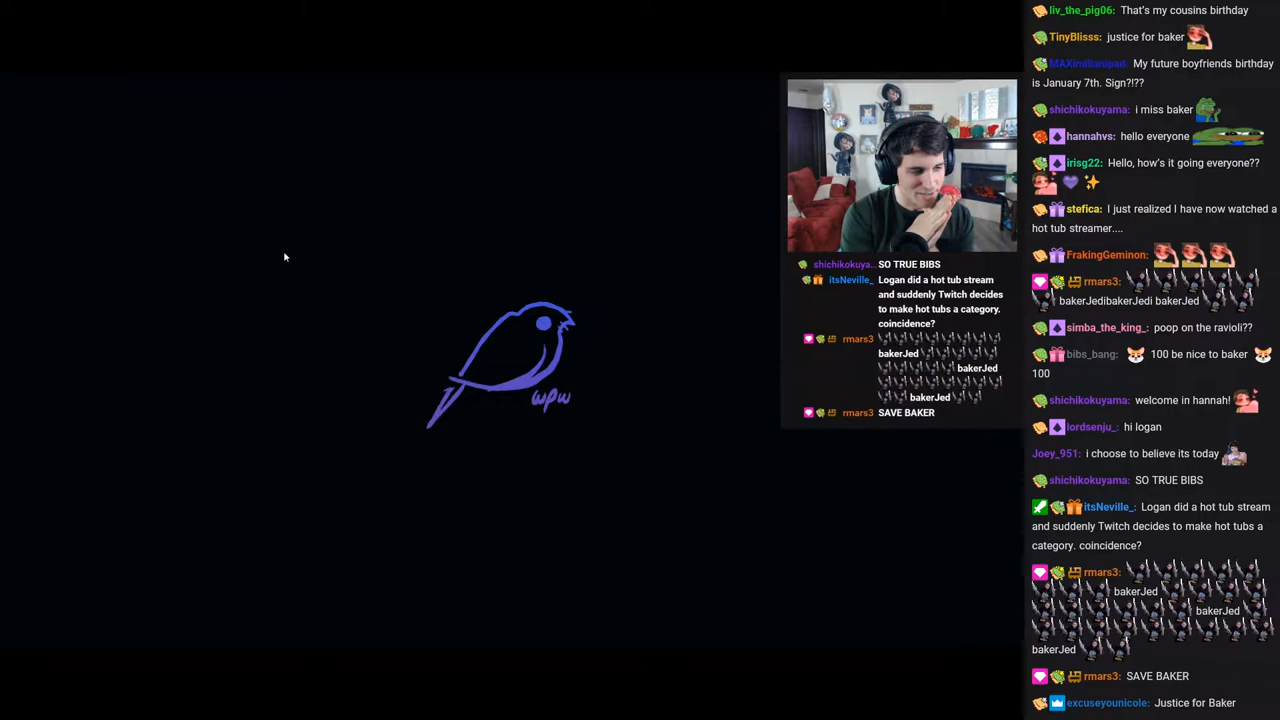 liv_the_pig06: That's my cousins birthday
TinyBlisss: justice for baker
MAXimilianipad: My future boyfriends birthday
is January 7th. Sign?!??
shichikokuyama: i miss baker
hannahvs: hello everyone
irisg22: Hello, how's it going everyone??
stefica: I just realized I have now watched a
hot tub streamer....
FrakingGeminon:
rmars3:
bakerJedibakerJedi bakerJed
simba_the_king_: poop on the ravioli??
bibs_bang: 100 be nice to baker
100
shichikokuyama: welcome in hannah!
lordsenju_: hi logan
Joey_951: i choose to believe its today
shichikokuyama: SO TRUE BIBS
itsNeville_: Logan did a hot tub stream
and suddenly Twitch decides to make hot tubs a
category. coincidence?
rmars3:
bakerJed
bakerJed
bakerJed
rmars3: SAVE BAKER
excuseyounicole: Justice for Baker
shichikokuya... SO TRUE BIBS
itsNeville_ Logan did a hot tub stream
and suddenly Twitch decides
to make hot tubs a category.
coincidence?
rmars3
bakerJed
bakerJed
bakerJed
rmars3 SAVE BAKER
wpw